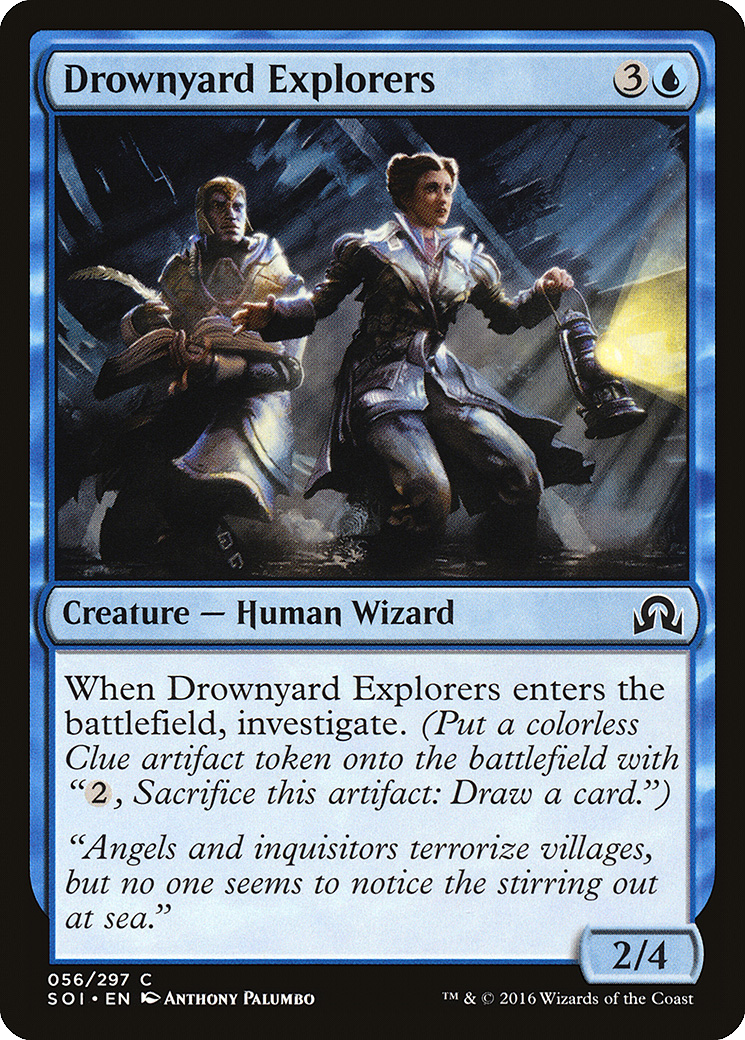 Drownyard Explorers 3
Creature — Human Wizard
When Drownyard Explorers enters the
battlefield, investigate. (Put a colorless
Clue artifact token onto the battlefield with
“2, Sacrifice this artifact: Draw a card.”)
“Angels and inquisitors terrorize villages,
but no one seems to notice the stirring out
at sea.”
2/4
056/297 C
SOI • EN Anthony Palumbo ™ & © 2016 Wizards of the Coast